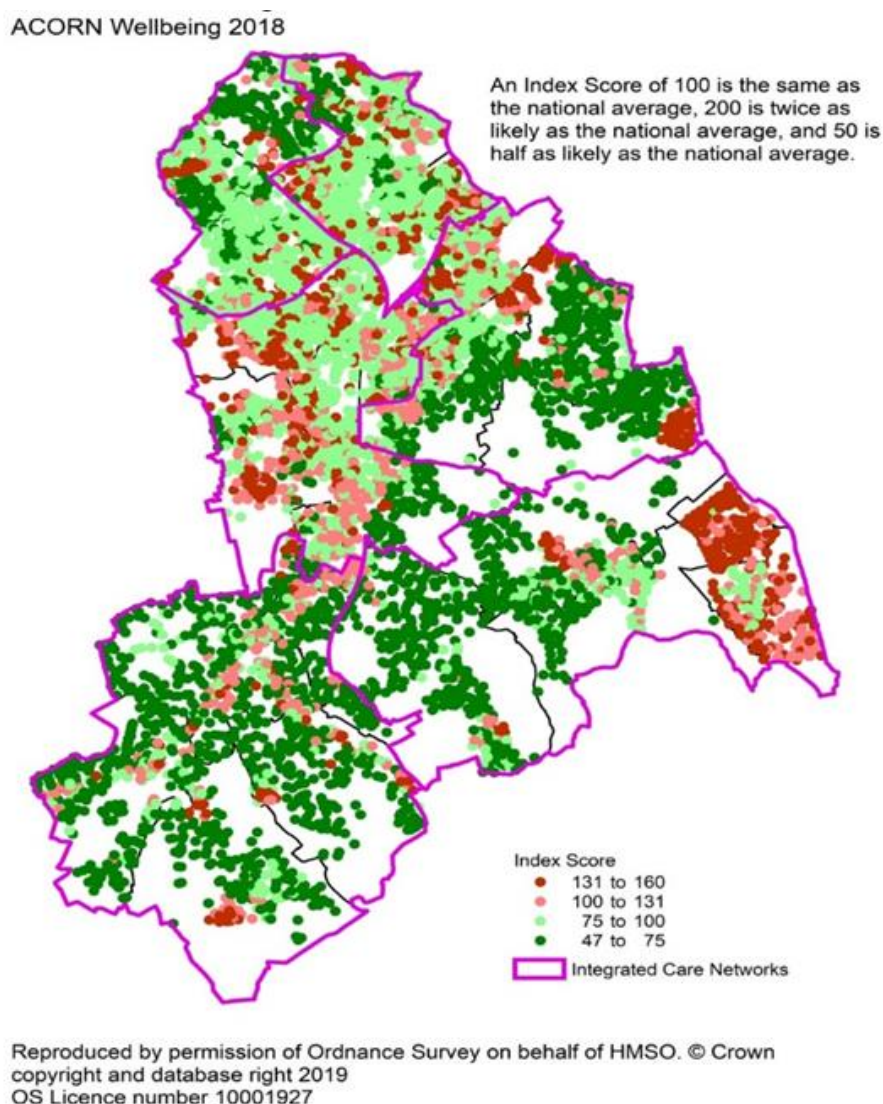 ACORN Wellbeing 2018
An Index Score of 100 is the same as
the national average, 200 is twice as
likely as the national average, and 50 is
half as likely as the national average.
Index Score
131 to 160
100 to 131
75 to 100
47 to 75
Integrated Care Networks
Reproduced by permission of Ordnance Survey on behalf of HMSO. © Crown
copyright and database right 2019
OS Licence number 10001927